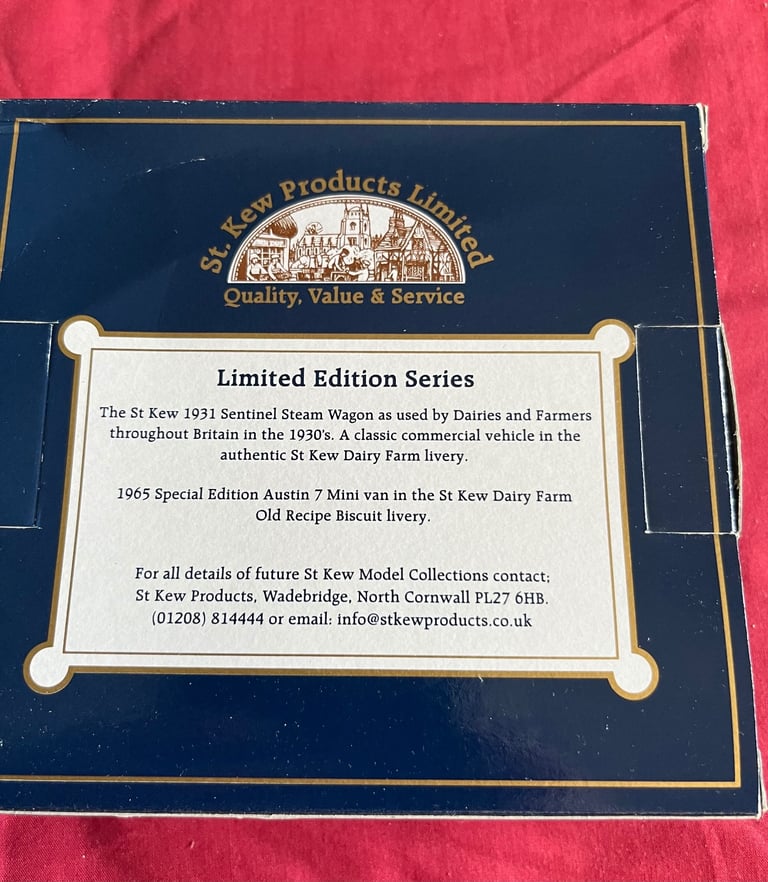 St. Kew Products Limited
Quality, Value & Service
Limited Edition Series
The St Kew 1931 Sentinel Steam Wagon as used by Dairies and Farmers
throughout Britain in the 1930's. A classic commercial vehicle in the
authentic St Kew Dairy Farm livery.
1965 Special Edition Austin 7 Mini van in the St Kew Dairy Farm
Old Recipe Biscuit livery.
For all details of future St Kew Model Collections contact;
St Kew Products, Wadebridge, North Cornwall PL27 6HB.
(01208) 814444 or email: info@stkewproducts.co.uk